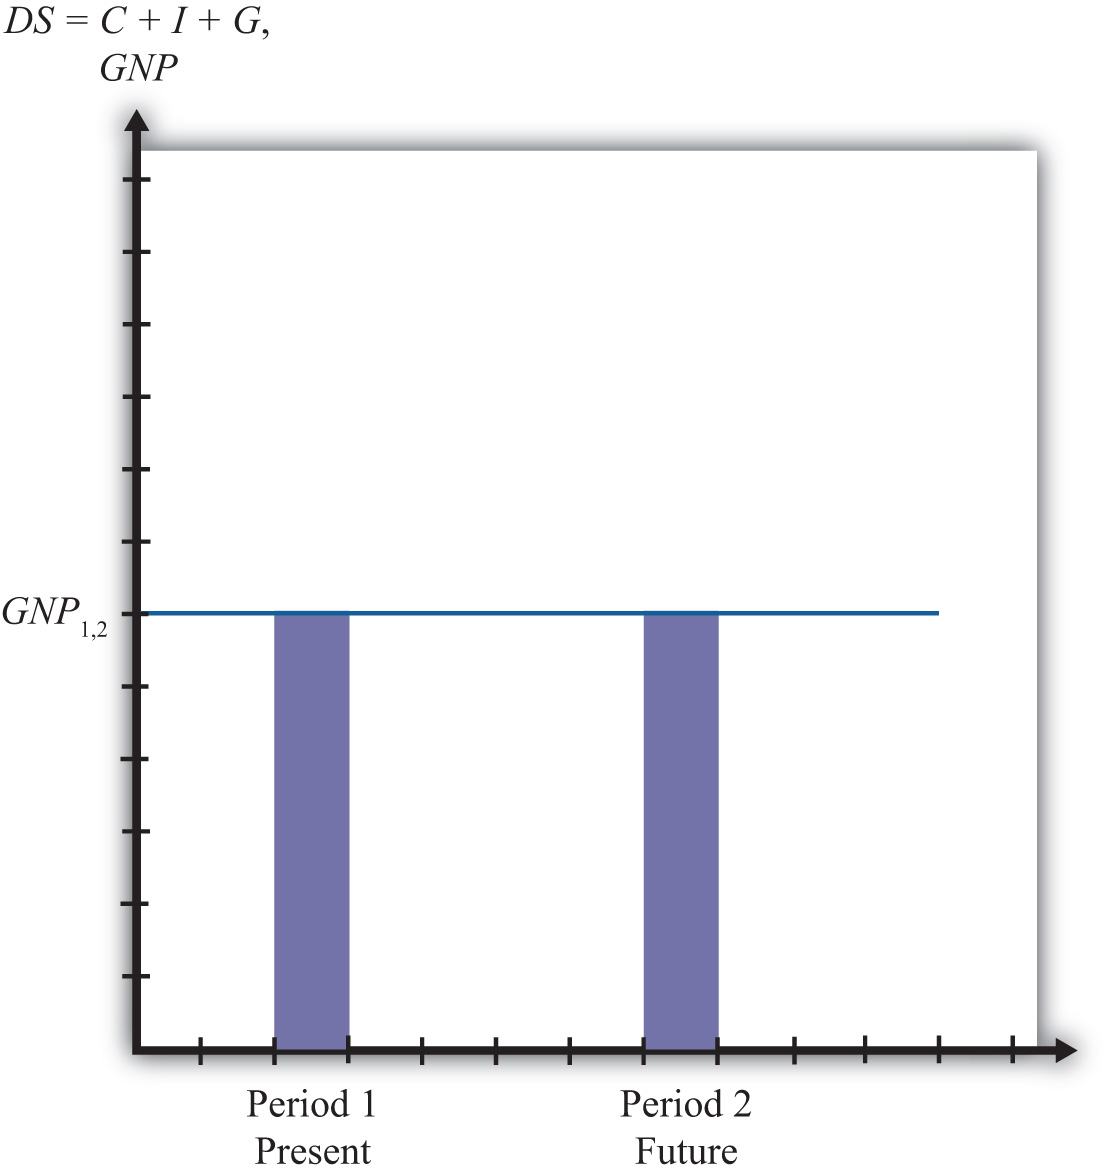 DS = C + I + G,
GNP
GNP1,2
Period 1
Present
Period 2
Future